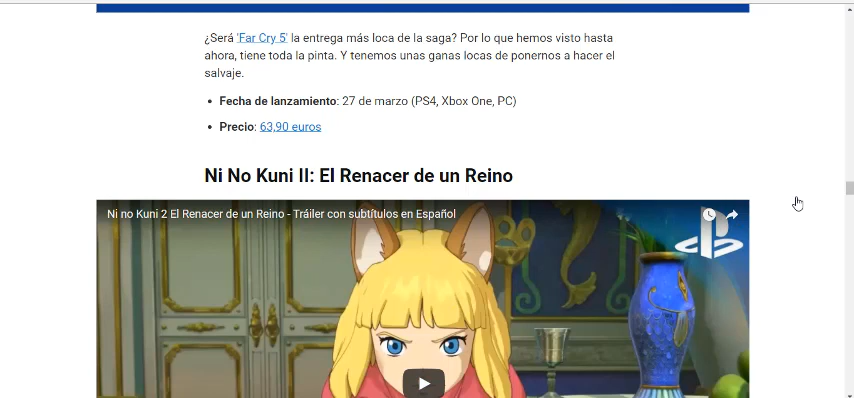 ¿Será 'Far Cry 5' la entrega más loca de la saga? Por lo que hemos visto hasta
ahora, tiene toda la pinta. Y tenemos unas ganas locas de ponernos a hacer el
salvaje.
• Fecha de lanzamiento: 27 de marzo (PS4, Xbox One, PC)
• Precio: 63,90 euros
Ni No Kuni II: El Renacer de un Reino
Ni no Kuni 2 El Renacer de un Reino - Tráiler con subtítulos en Español